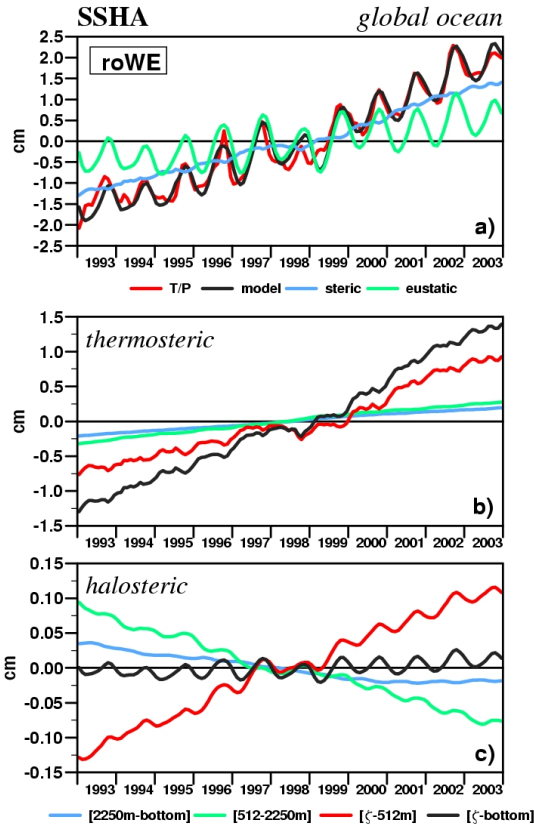 SSHA global ocean
2.5
2.0
1.5
1.0
0.5
0.0
-0.5
-1.0
-1.5
-2.0
-2.5
cm
roWE
a)
1993 1994 1995 1996 1997 1998 1999 2000 2001 2002 2003
T/P model steric eustatic
1.5
1.0
0.5
0.0
-0.5
-1.0
-1.5
cm
thermosteric
b)
1993 1994 1995 1996 1997 1998 1999 2000 2001 2002 2003
0.15
0.10
0.05
0.00
-0.05
-0.10
-0.15
cm
halosteric
c)
1993 1994 1995 1996 1997 1998 1999 2000 2001 2002 2003
[2250m-bottom] [512-2250m] [ζ-512m] [ζ-bottom]